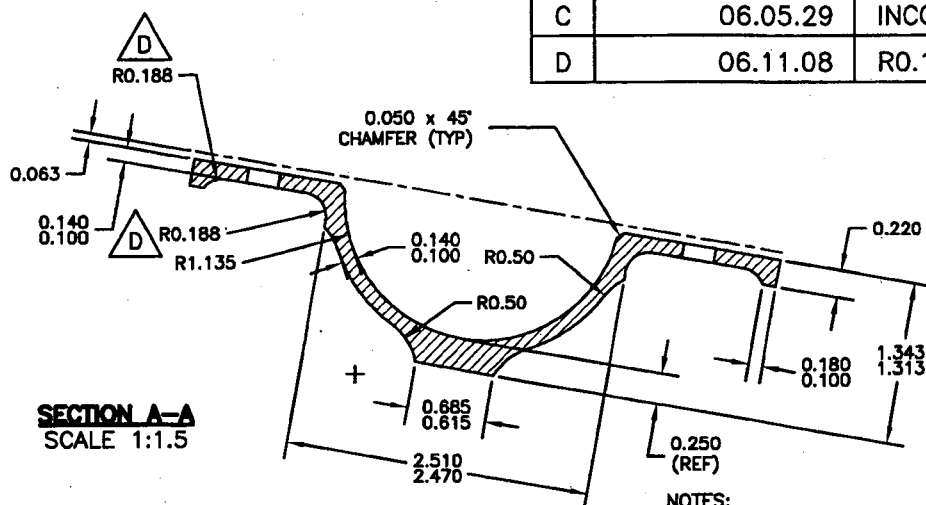 C 06.05.29 INCO
D 06.11.08 R0.1
D
R0.188
0.050 x 45°
CHAMFER (TYP)
0.063
0.140
0.100
D
R0.188
R1.135
0.140
0.100
R0.50
R0.50
0.220
0.180
0.100
1.343
1.313
0.685
0.615
0.250
(REF)
2.510
2.470
SECTION A-A
SCALE 1:1.5
NOTES: